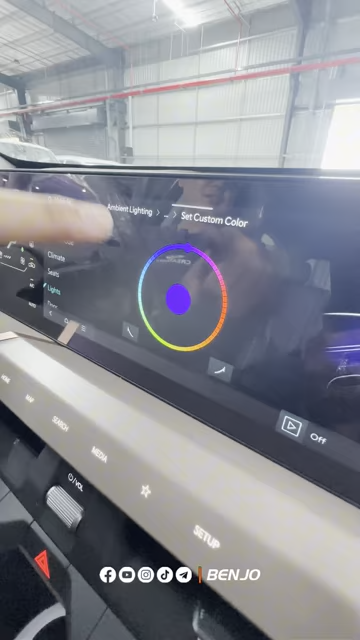 Ambient Lighting > ... > Set Custom Color
Climate
Seats
Lights
Off
HOME
MAP
SEARCH
MEDIA
SETUP
VOL
BENJO